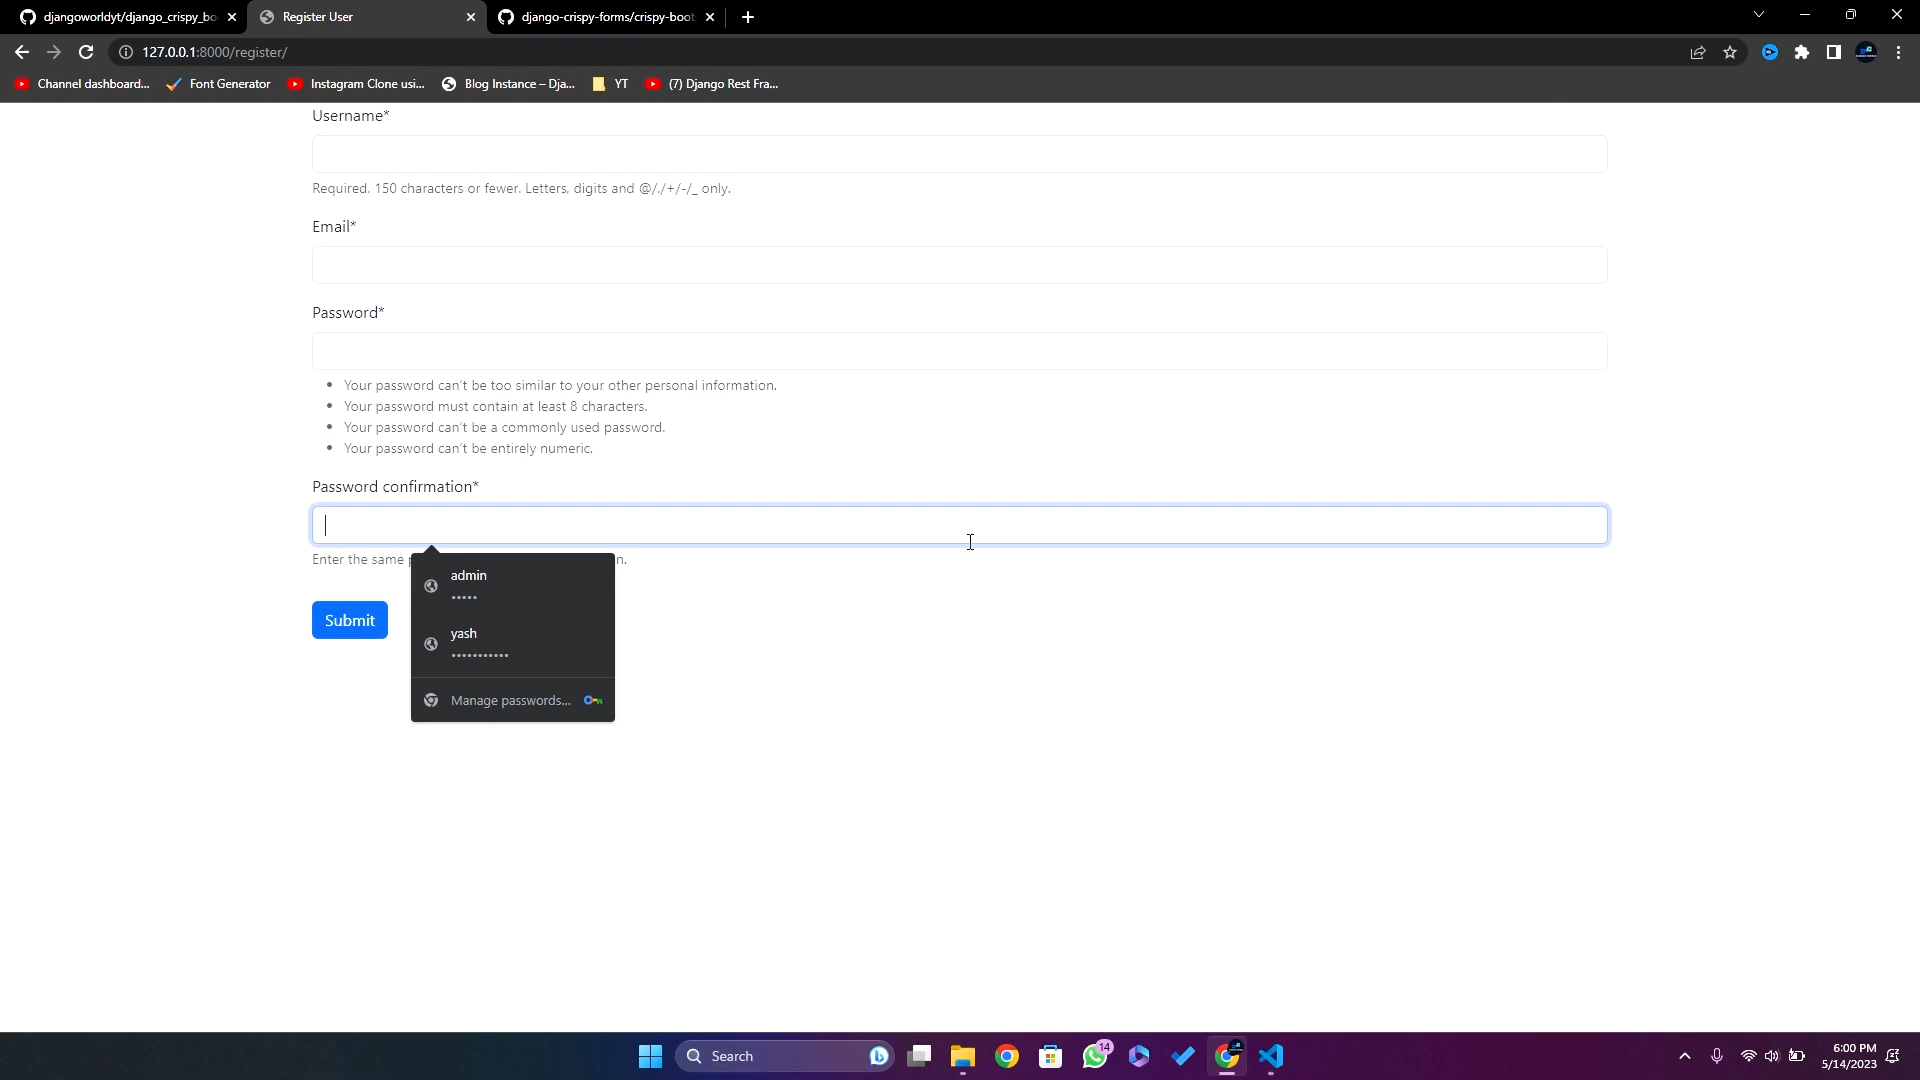 djangoworldyt/django_crispy_bo
Register User
django-crispy-forms/crispy-boot
127.0.0.1:8000/register/
Channel dashboard...
Font Generator
Instagram Clone usi...
Blog Instance – Dja...
YT
(7) Django Rest Fra...
Username*
Required. 150 characters or fewer. Letters, digits and @/./+/-/_ only.
Email*
Password*
• Your password can't be too similar to your other personal information.
• Your password must contain at least 8 characters.
• Your password can't be a commonly used password.
• Your password can't be entirely numeric.
Password confirmation*
Enter the same
n.
admin
•••••
Submit
yash
•••••••••••
Manage passwords...
Search
14
6:00 PM
5/14/2023